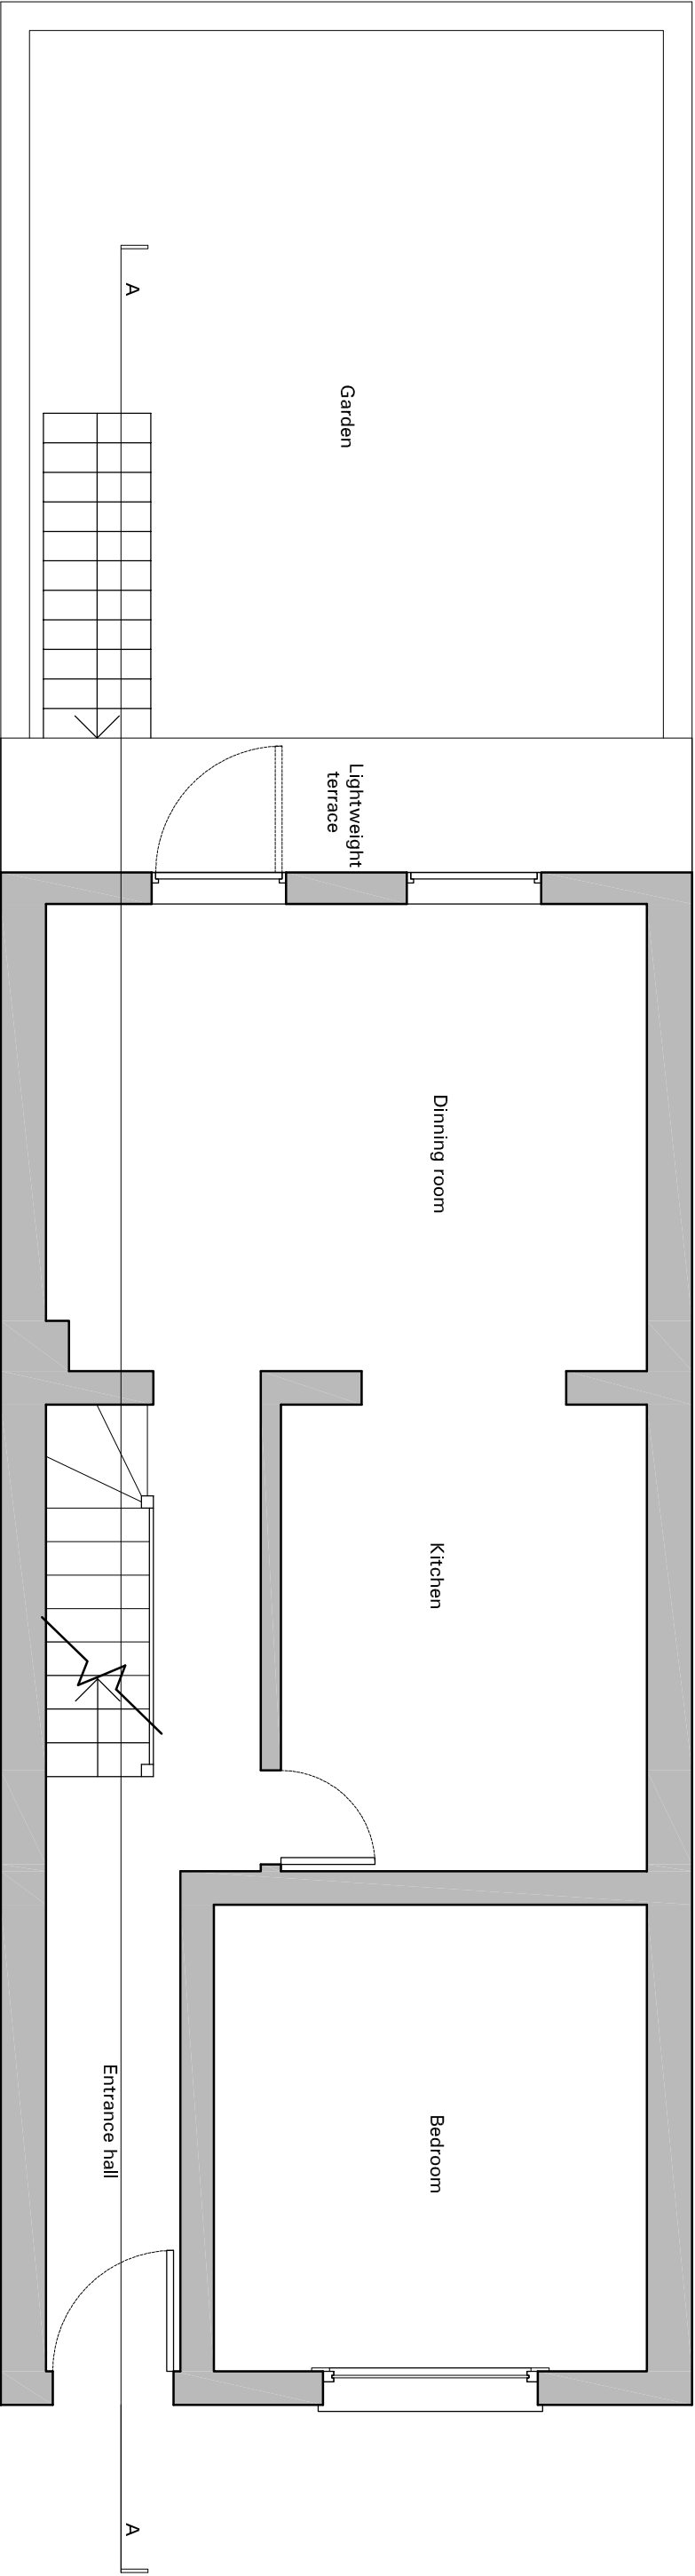 A
Garden
Lightweight
terrace
Dinning room
Kitchen
Entrance hall
Bedroom
A